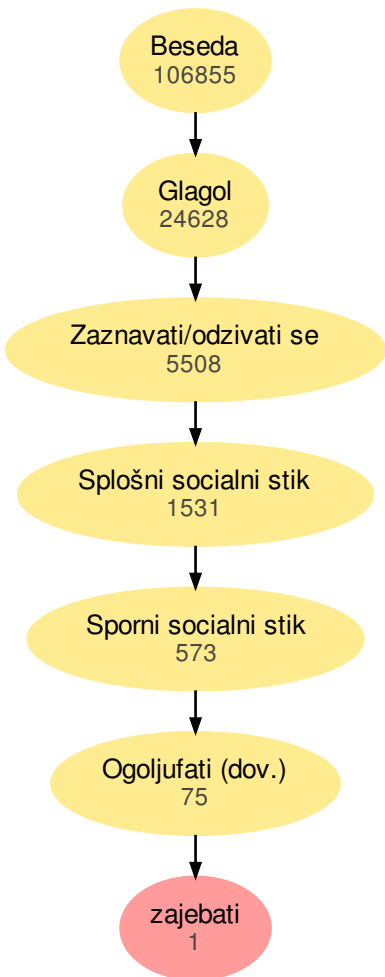 Beseda
106855
Glagol
24628
Zaznavati/odzivati se
5508
Splošni socialni stik
1531
Sporni socialni stik
573
Ogoljufati (dov.)
75
zajebati
1